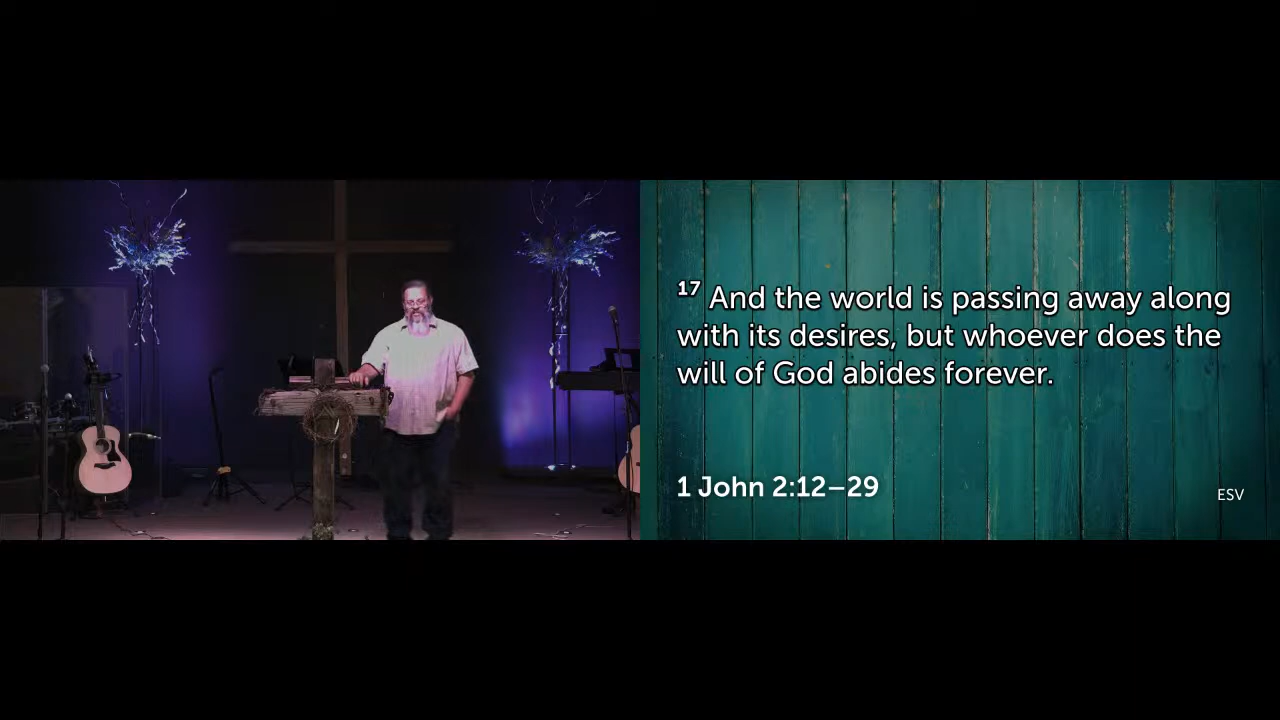 17 And the world is passing away along
with its desires, but whoever does the
will of God abides forever.
1 John 2:12–29
ESV